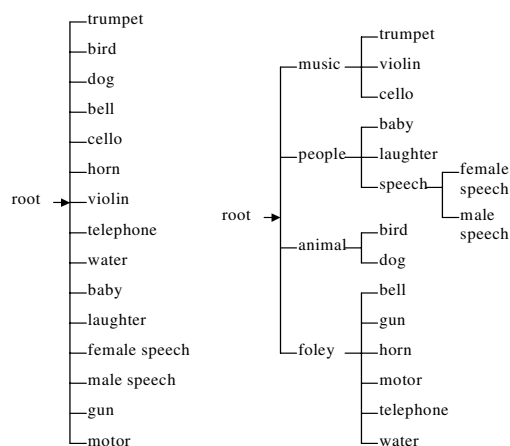 trumpet
bird
dog
bell
cello
horn
root
violin
telephone
water
baby
laughter
female speech
male speech
gun
motor
root
music
trumpet
violin
cello
people
baby
laughter
speech
female
speech
male
speech
animal
bird
dog
foley
bell
gun
horn
motor
telephone
water